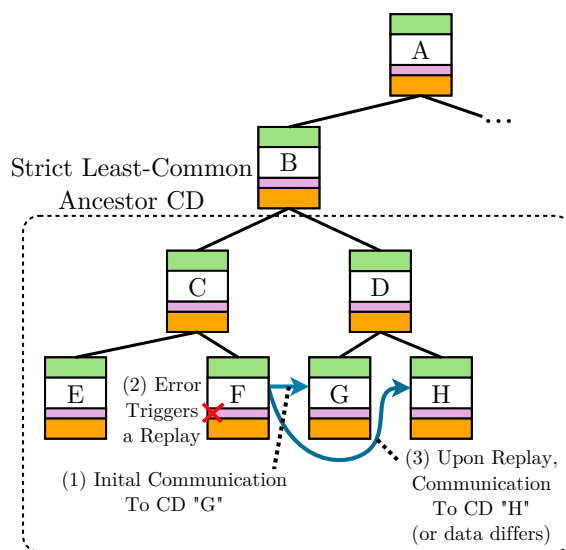 A
...
B
Strict Least-Common
Ancestor CD
C
D
E
(2) Error
Triggers
a Replay
F
G
H
(1) Inital Communication
To CD "G"
(3) Upon Replay,
Communication
To CD "H"
(or data differs)